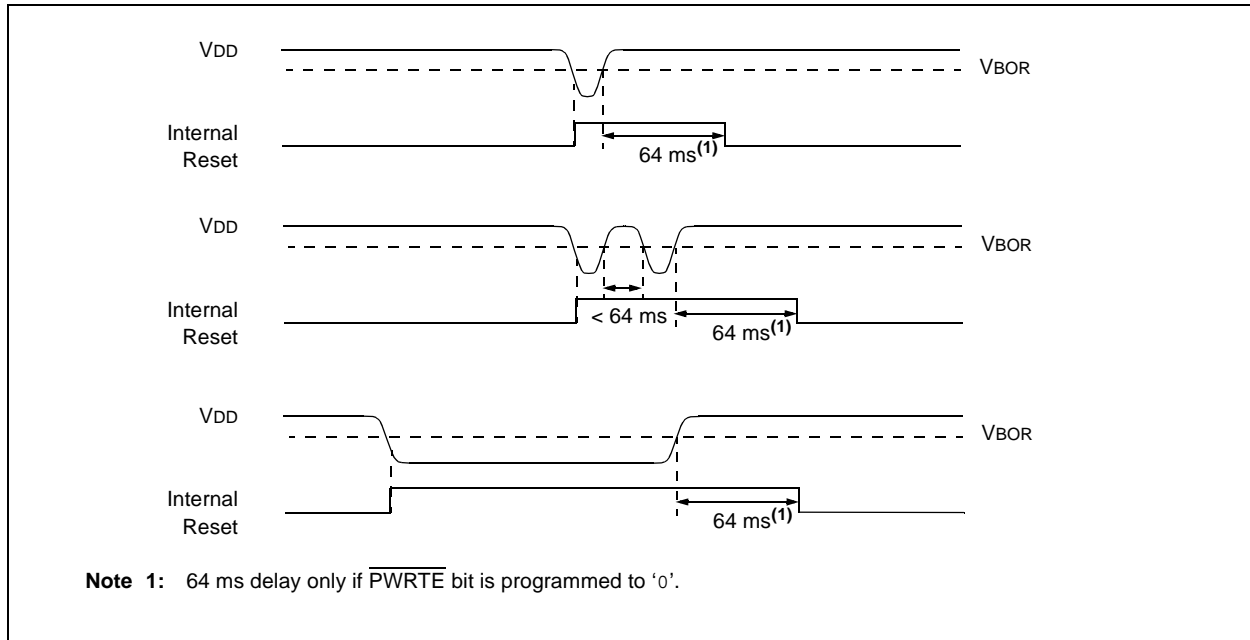 VDD
VBOR
Internal
Reset
64 ms(1)
VDD
VBOR
Internal
Reset
< 64 ms
64 ms(1)
VDD
VBOR
Internal
Reset
64 ms(1)
Note 1: 64 ms delay only if PWRTE bit is programmed to ‘0’.